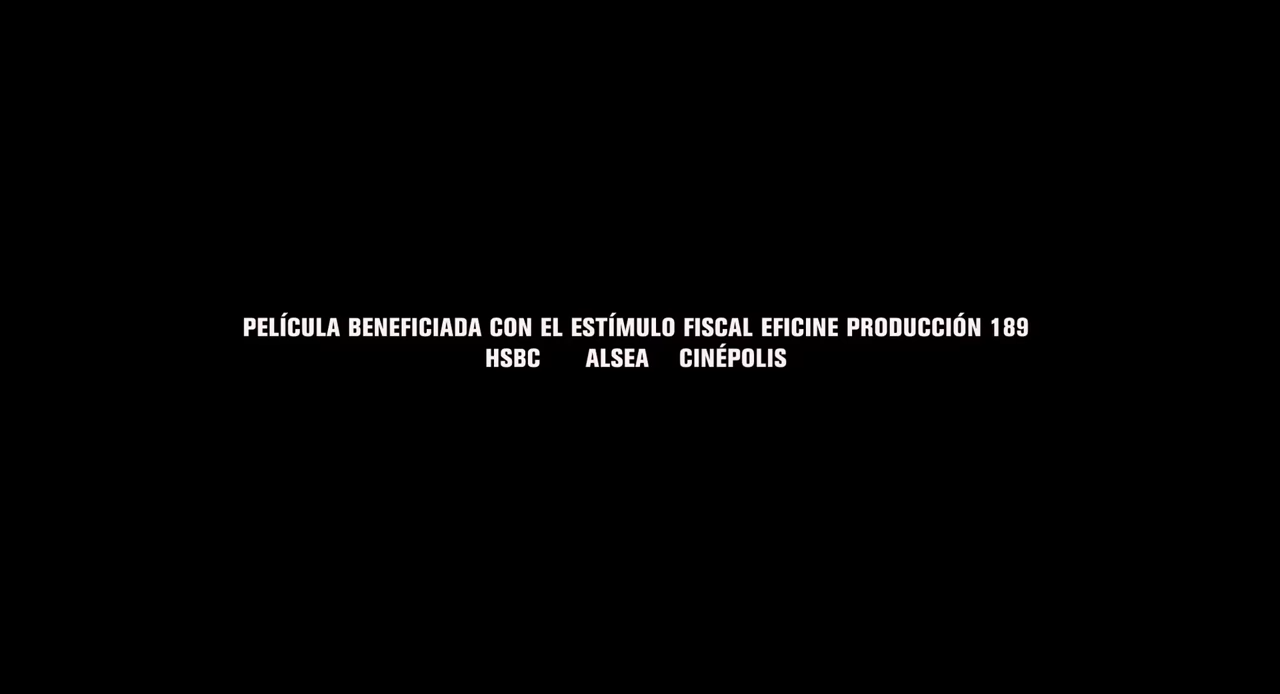 PELÍCULA BENEFICIADA CON EL ESTÍMULO FISCAL EFICINE PRODUCCIÓN 189
HSBC ALSEA CINÉPOLIS